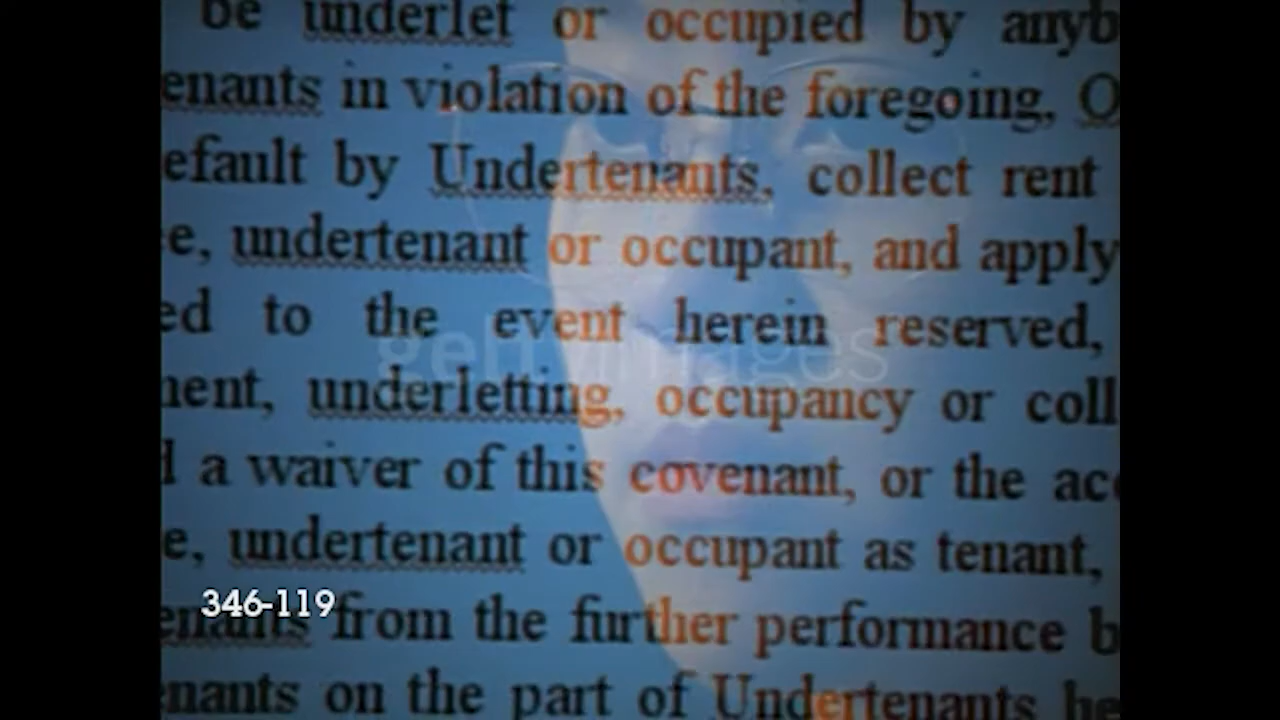 be underlet or occupied by anyb
enants in violation of the foregoing, O
efault by Undertenants, collect rent
e, undertenant or occupant, and apply
ed to the event herein reserved,
gettyimages
nent, underletting, occupancy or coll
d a waiver of this covenant, or the acc
e, undertenant or occupant as tenant,
346-119
enants from the further performance b
enants on the part of Undertenants he